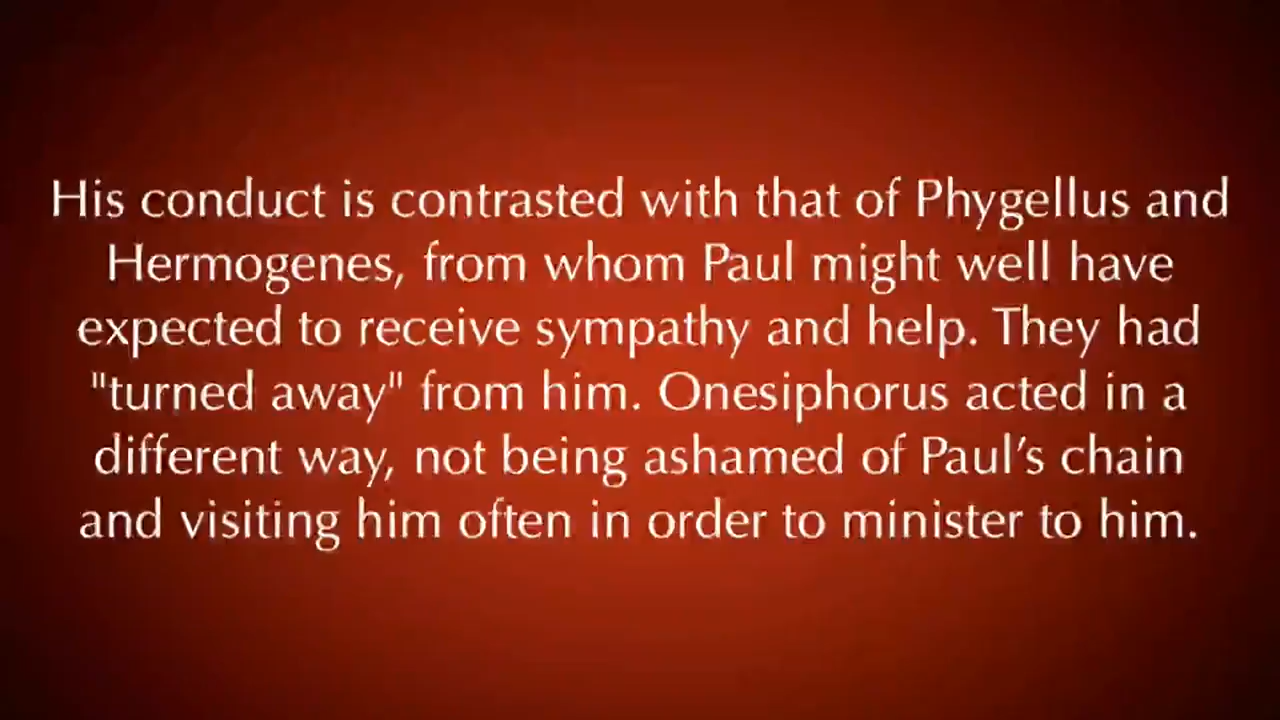 His conduct is contrasted with that of Phygellus and
Hermogenes, from whom Paul might well have
expected to receive sympathy and help. They had
"turned away" from him. Onesiphorus acted in a
different way, not being ashamed of Paul’s chain
and visiting him often in order to minister to him.